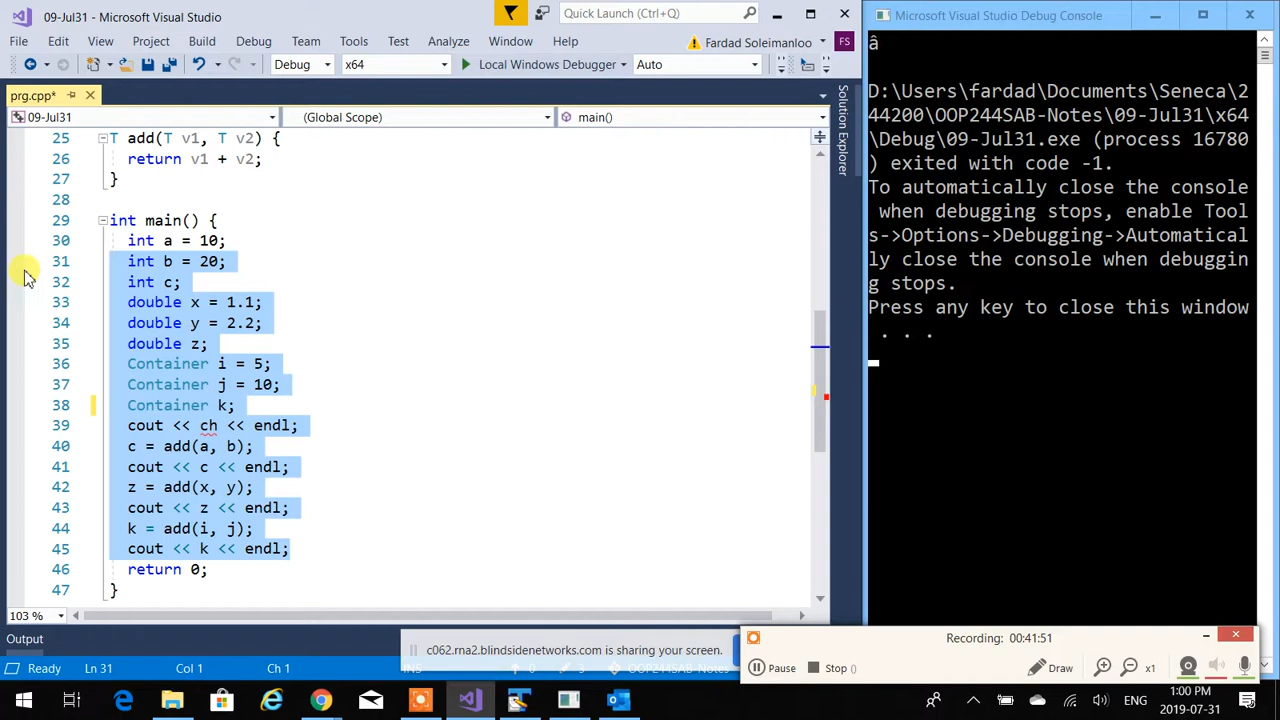 09-Jul31 - Microsoft Visual Studio
Quick Launch (Ctrl+Q)
File Edit View Project Build Debug Team Tools Test Analyze Window Help
Fardad Soleimanloo
FS
Debug x64 Local Windows Debugger Auto
prg.cpp*
09-Jul31 (Global Scope) main()
Solution Explorer
25 T add(T v1, T v2) {
26 return v1 + v2;
27 }
28
29 int main() {
30 int a = 10;
31 int b = 20;
32 int c;
33 double x = 1.1;
34 double y = 2.2;
35 double z;
36 Container i = 5;
37 Container j = 10;
38 Container k;
39 cout << ch << endl;
40 c = add(a, b);
41 cout << c << endl;
42 z = add(x, y);
43 cout << z << endl;
44 k = add(i, j);
45 cout << k << endl;
46 return 0;
47 }
103 %
Output
Ready Ln 31 Col 1 Ch 1 INS
3 OOP244SAB-Notes
c062.rna2.blindsidenetworks.com is sharing your screen.
Microsoft Visual Studio Debug Console
â
D:\Users\fardad\Documents\Seneca\2
44200\OOP244SAB-Notes\09-Jul31\x64
\Debug\09-Jul31.exe (process 16780
) exited with code -1.
To automatically close the console
when debugging stops, enable Tool
s->Options->Debugging->Automatical
ly close the console when debuggin
g stops.
Press any key to close this window
. . .
Recording: 00:41:51
Pause Stop () Draw x1
ENG
1:00 PM
2019-07-31